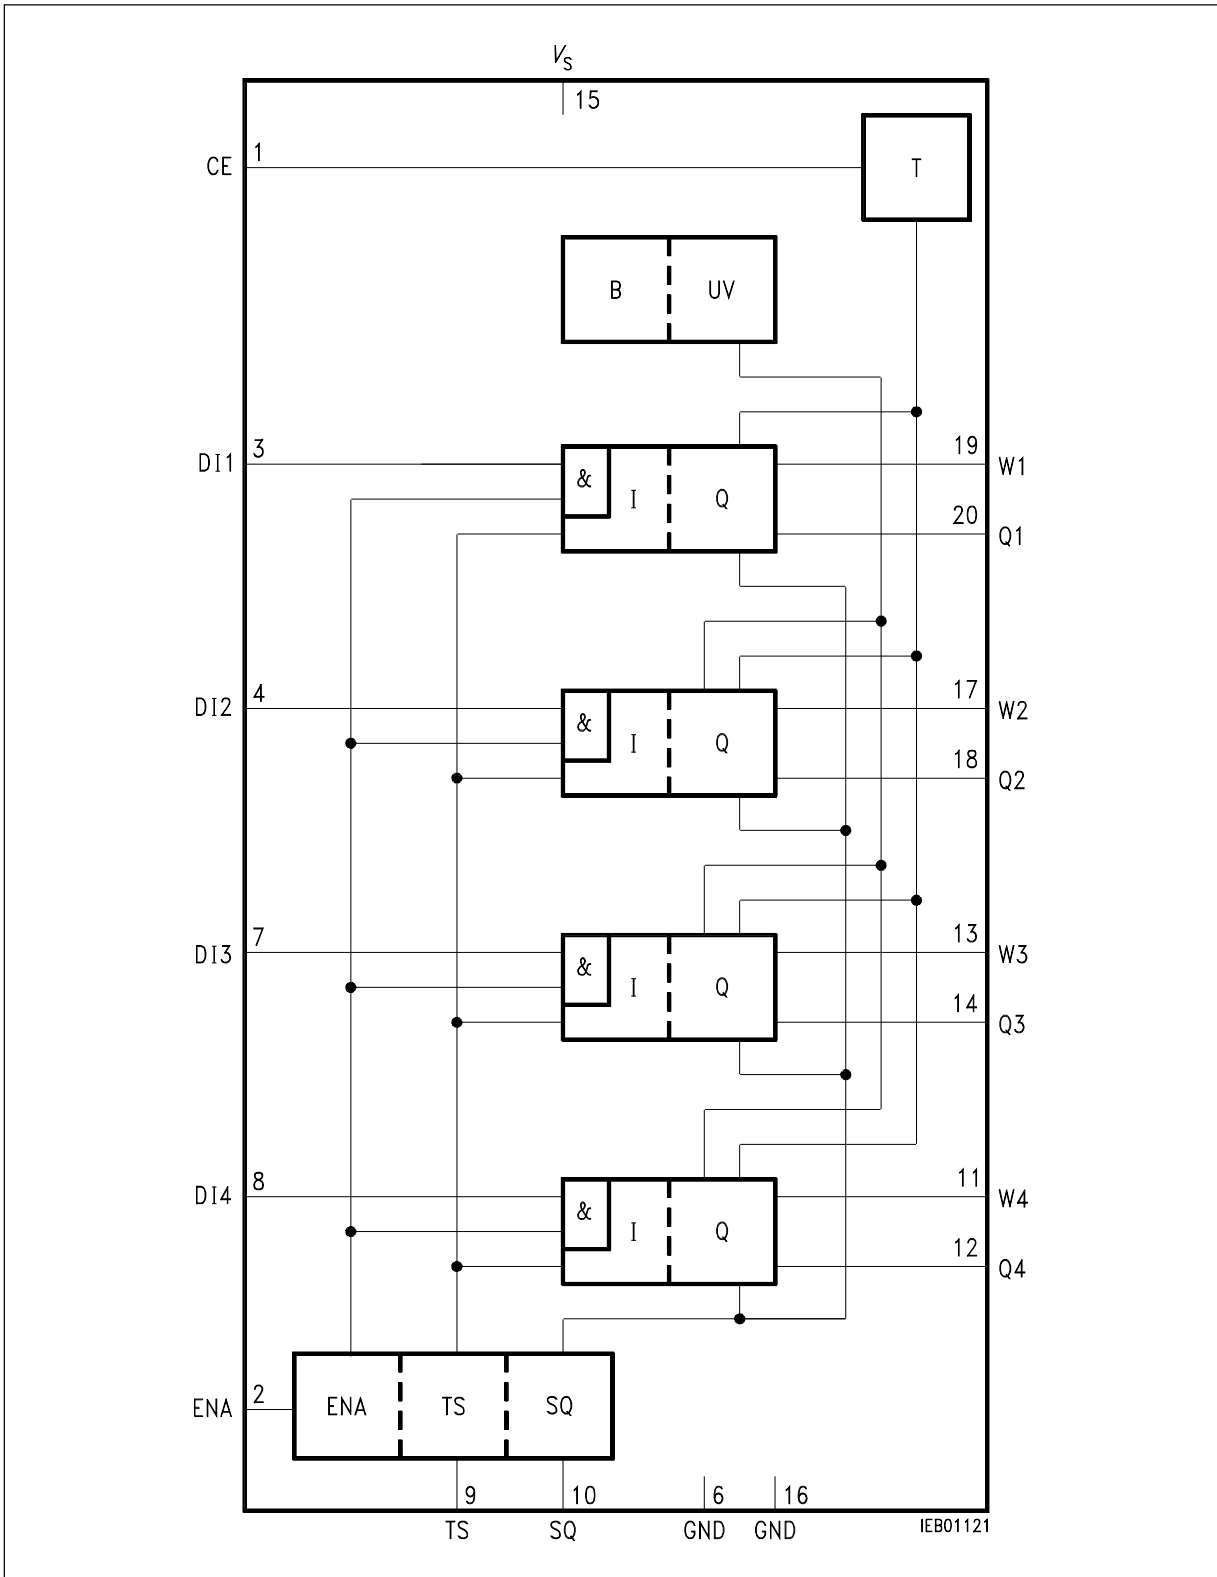 VS
15
CE 1 T
B UV
DI1 3 & I Q 19 W1
20 Q1
DI2 4 & I Q 17 W2
18 Q2
DI3 7 & I Q 13 W3
14 Q3
DI4 8 & I Q 11 W4
12 Q4
ENA 2 ENA TS SQ
9 10 6 16
TS SQ GND GND
IEB01121